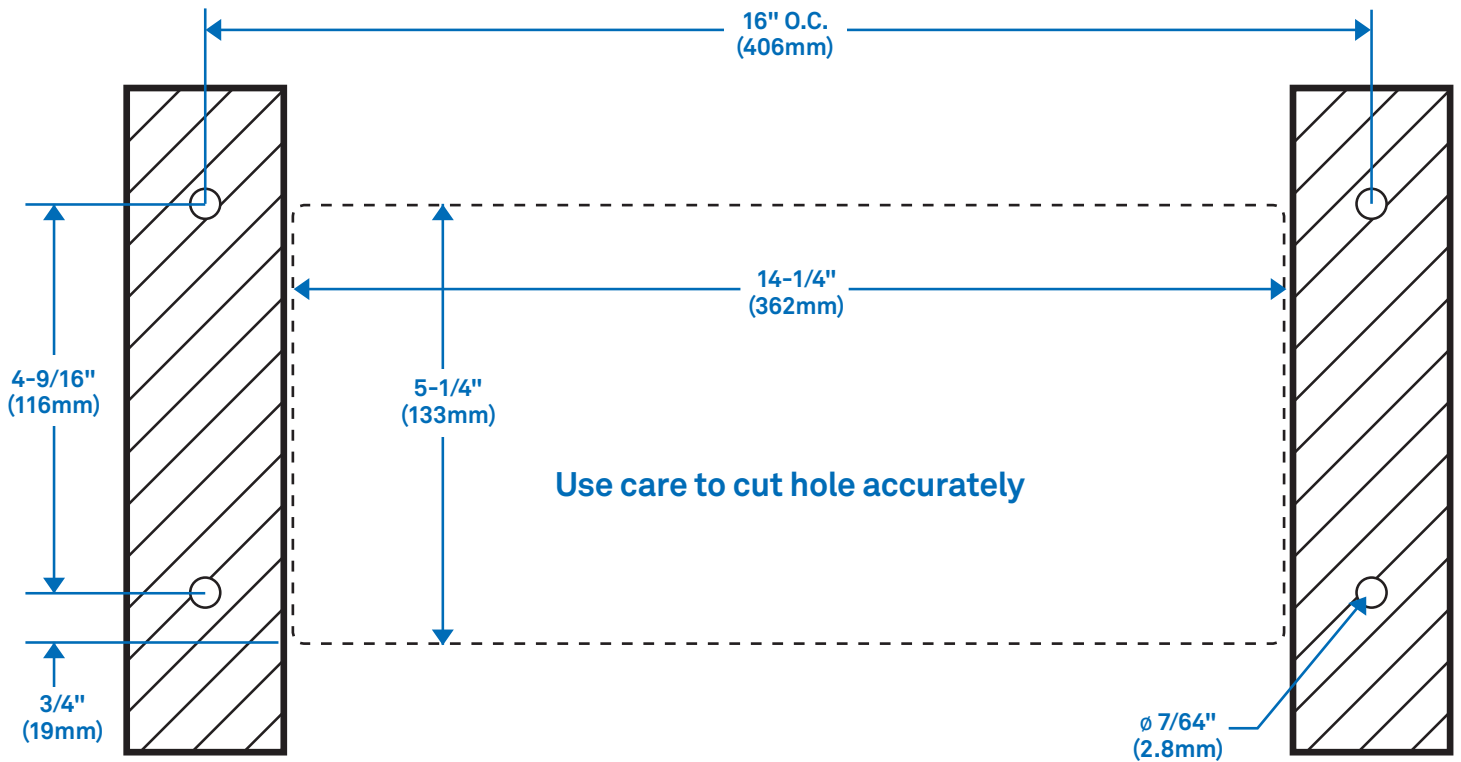 16" O.C.
(406mm)
14-1/4"
(362mm)
4-9/16"
(116mm)
5-1/4"
(133mm)
Use care to cut hole accurately
3/4"
(19mm)
ø 7/64"
(2.8mm)